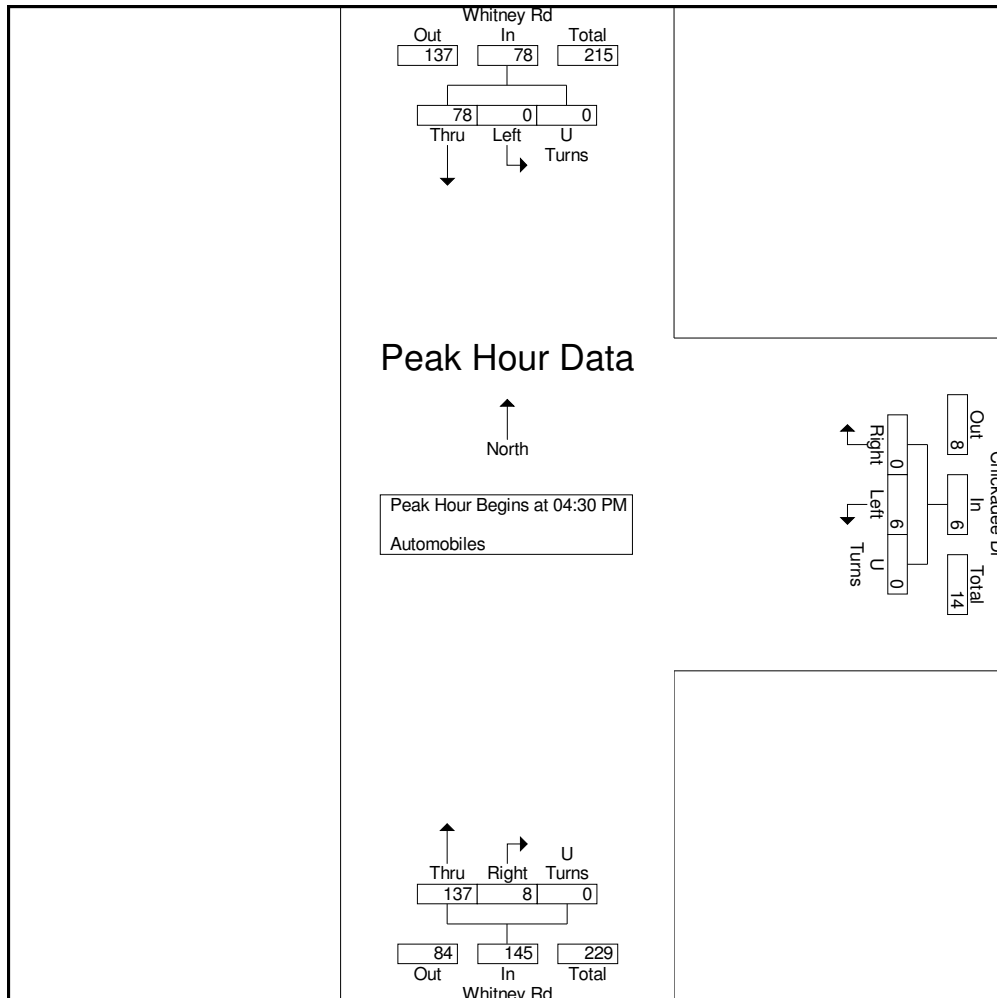 Whitney Rd
Out In Total
137 78 215
78 0 0
Thru Left U
Turns
Peak Hour Data
North
Peak Hour Begins at 04:30 PM
Automobiles
Out In Total
8 6 14
0 6 0
Right Left U
Turns
U
Thru Right Turns
137 8 0
84 145 229
Out In Total
Whitney Rd